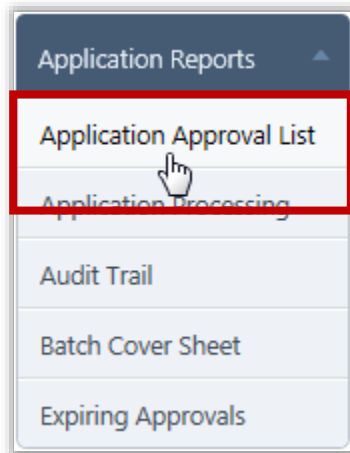 Application Reports
Application Approval List
Application Processing
Audit Trail
Batch Cover Sheet
Expiring Approvals